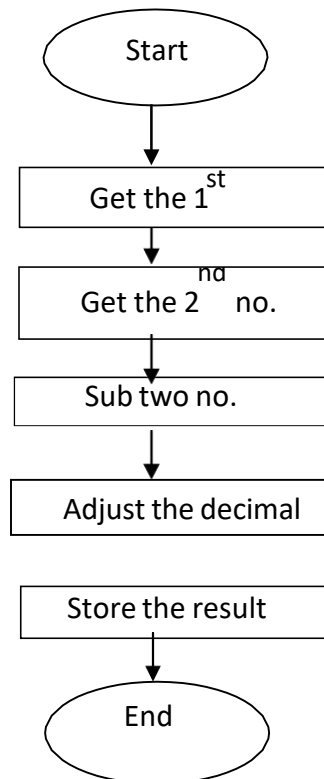 Start
Get the 1st
Get the 2nd no.
Sub two no.
Adjust the decimal
Store the result
End